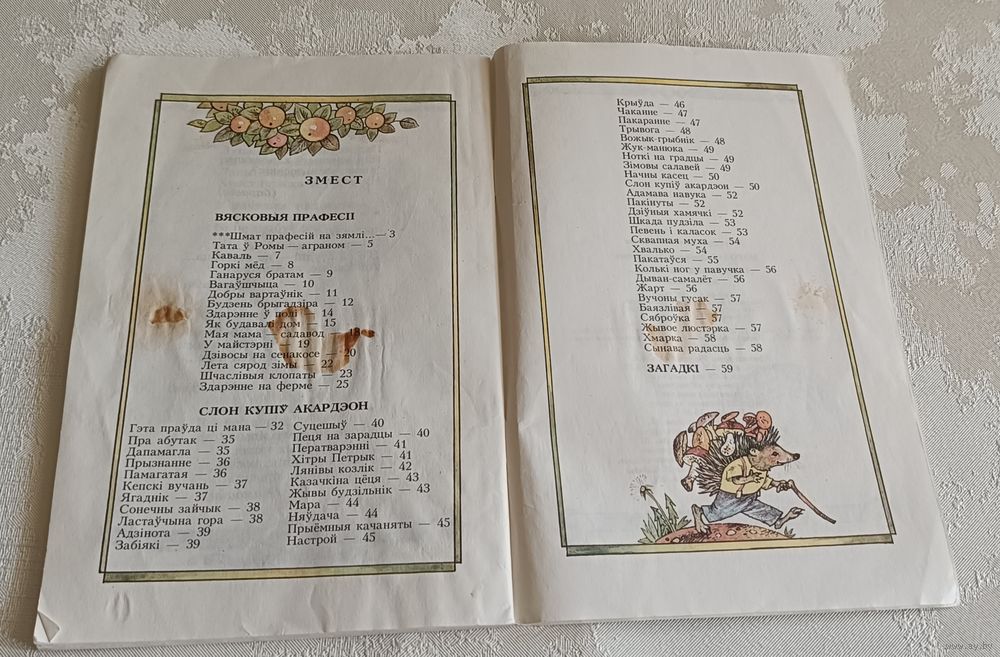 ЗМЕСТ
ВЯСКОВЫЯ ПРАФЕСІІ
***Шмат прафесій на зямлі...— 3
Тата ў Ромы — аграном — 5
Каваль — 7
Горкі мёд — 8
Ганаруся братам — 9
Вагаўшчыца — 10
Добры вартаўнік — 11
Будзень брыгадзіра — 12
Здарэнне ў полі — 14
Як будавалі дом — 15
Мая мама — садавод — 18
У майстэрні — 19
Дзівосы на сенакосе — 20
Лета сярод зімы — 22
Шчаслівыя клопаты — 23
Здарэнне на ферме — 25
СЛОН КУПІЎ АКАРДЭОН
Гэта праўда ці мана — 32
Пра абутак — 35
Дапамагла — 35
Прызнанне — 36
Памагатая — 36
Кепскі вучань — 37
Ягаднік — 37
Сонечны зайчык — 38
Ластаўчына гора — 38
Адзінота — 39
Забіякі — 39
Суцешыў — 40
Пеця на зарадцы — 40
Ператварэнні — 41
Хітры Петрык — 41
Лянівы козлік — 42
Казачкіна цёця — 43
Жывы будзільнік — 43
Мара — 44
Няўдача — 44
Прыёмныя качаняты — 45
Настрой — 45
Крыўда — 46
Чаканне — 47
Пакаранне — 47
Трывога — 48
Вожык-грыбнік — 48
Жук-манюка — 49
Ноткі на градцы — 49
Зімовы салавей — 49
Начны касец — 50
Слон купіў акардэон — 50
Адамава навука — 52
Пакінуты — 52
Дзіўныя хамячкі — 52
Шкада пудзіла — 53
Певень і каласок — 53
Сквапная муха — 54
Хвалько — 54
Пакатаўся — 55
Колькі ног у павучка — 56
Дыван-самалёт — 56
Жарт — 56
Вучоны гусак — 57
Баязлівая — 57
Сяброўка — 57
Жывое люстэрка — 57
Хмарка — 58
Сынава радасць — 58
ЗАГАДКІ — 59
www.ay.by